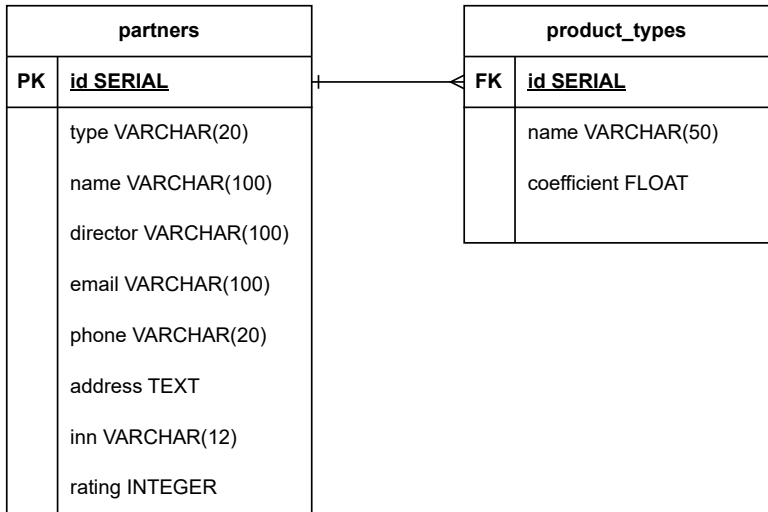 partners
PK id SERIAL
type VARCHAR(20)
name VARCHAR(100)
director VARCHAR(100)
email VARCHAR(100)
phone VARCHAR(20)
address TEXT
inn VARCHAR(12)
rating INTEGER
product_types
FK id SERIAL
name VARCHAR(50)
coefficient FLOAT